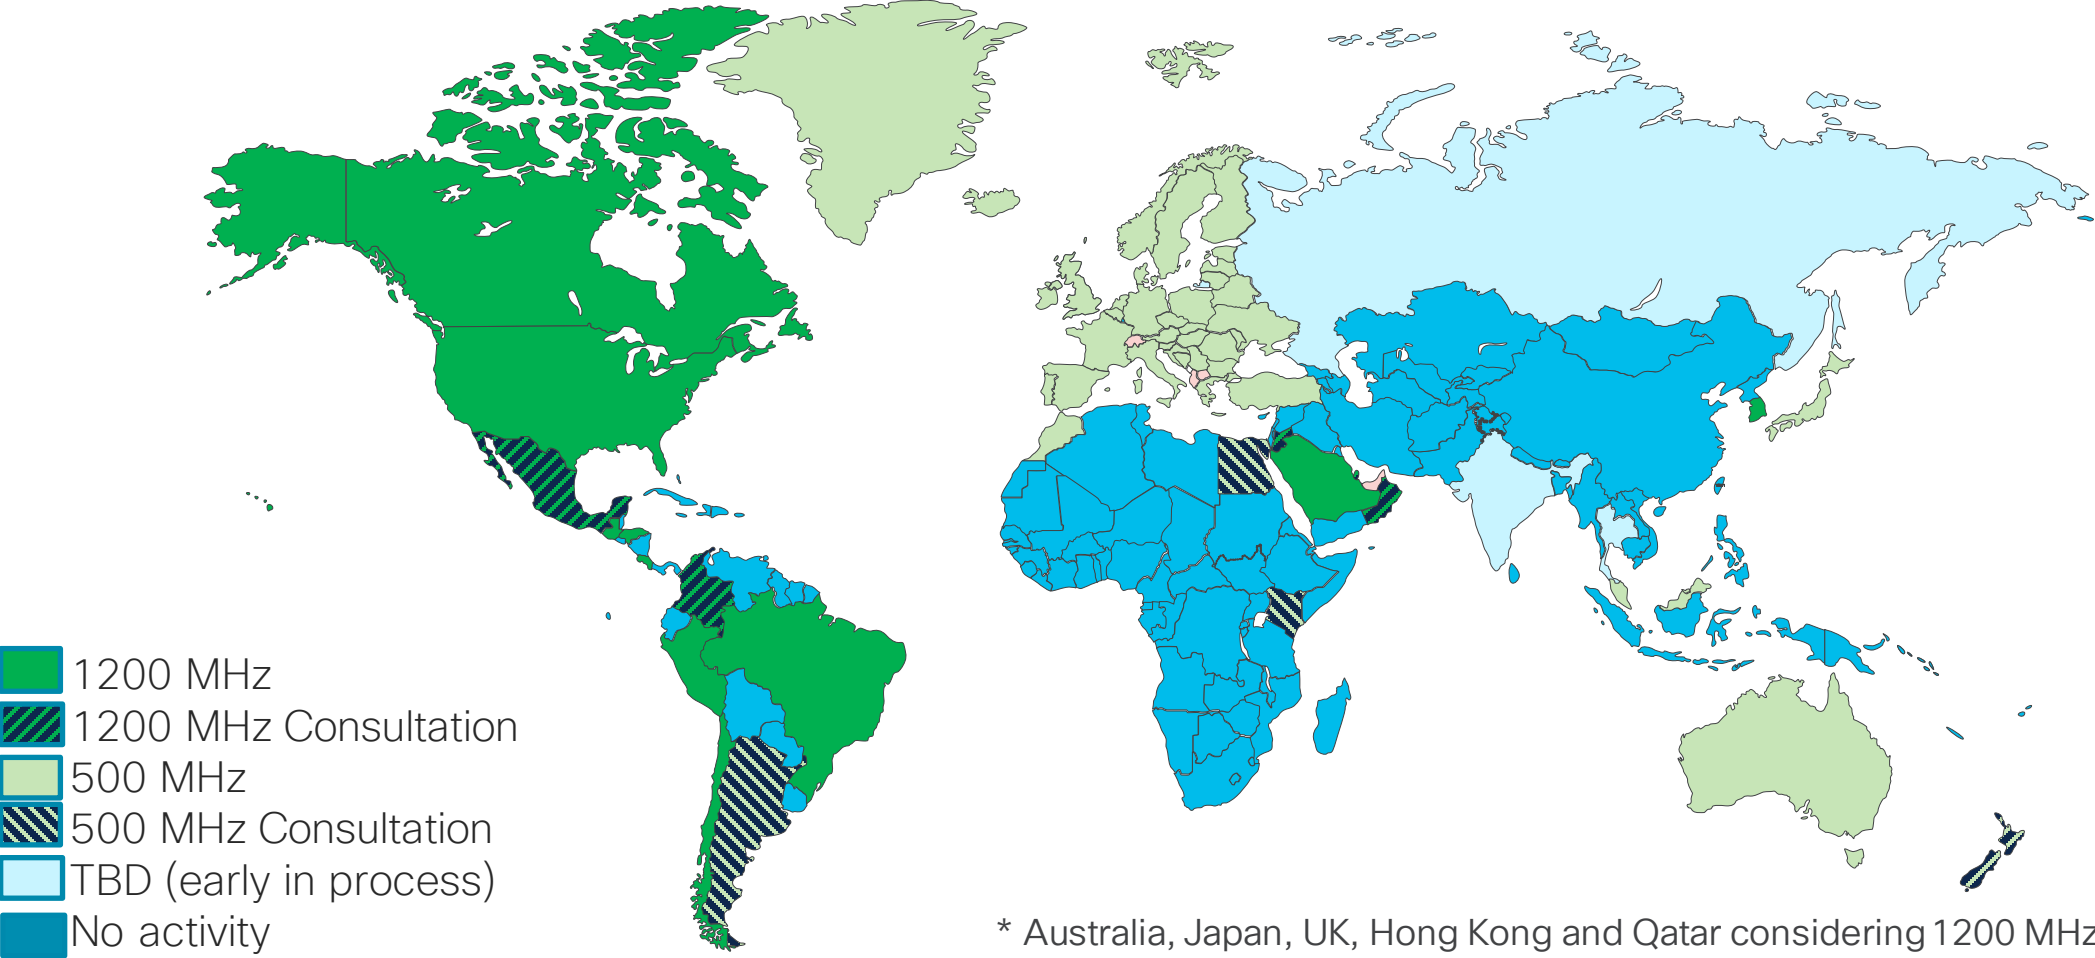 1200 MHz
1200 MHz Consultation
500 MHz
500 MHz Consultation
TBD (early in process)
No activity
* Australia, Japan, UK, Hong Kong and Qatar considering 1200 MHz